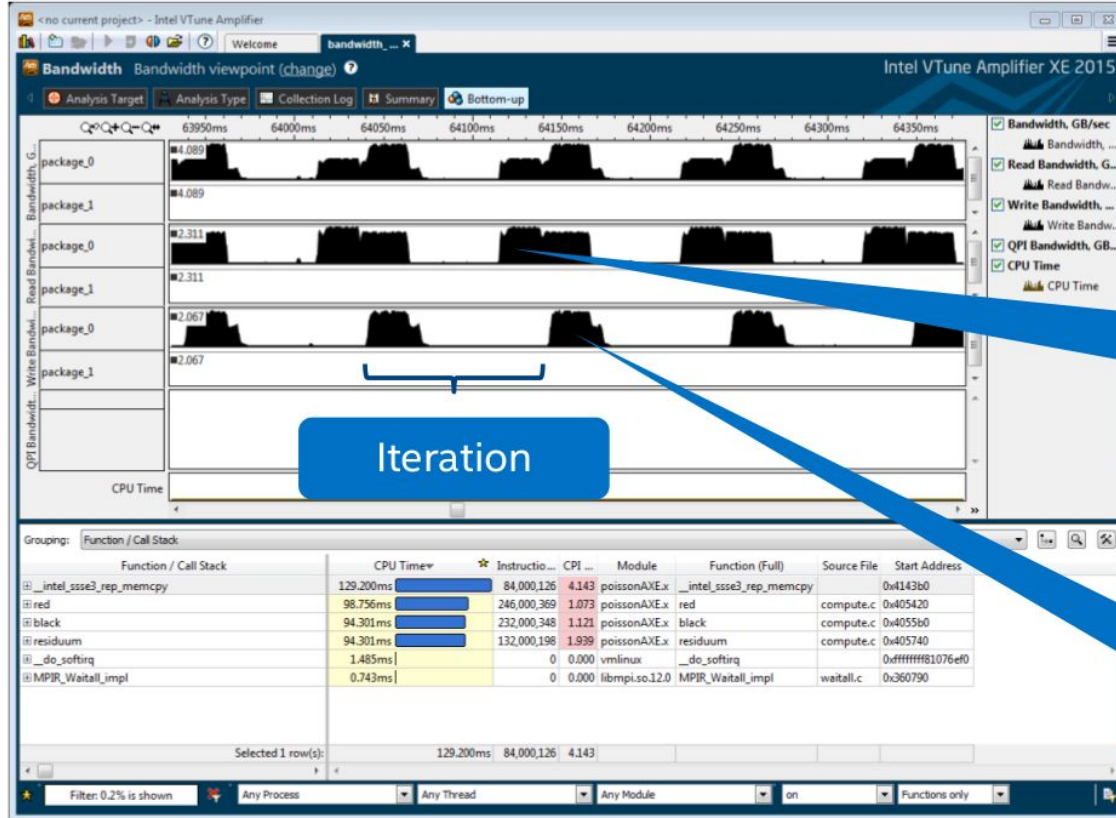 <no current project> - Intel VTune Amplifier
Welcome
bandwidth_ ... X
Bandwidth Bandwidth viewpoint (change)
Intel VTune Amplifier XE 2015
Analysis Target
Analysis Type
Collection Log
Summary
Bottom-up
63950ms 64000ms 64050ms 64100ms 64150ms 64200ms 64250ms 64300ms 64350ms
Bandwidth, G...
package_0
4.089
package_1
4.089
Read Bandwi...
package_0
2.311
package_1
2.311
Write Bandwi...
package_0
2.067
package_1
2.067
QPI Bandwidt...
CPU Time
Bandwidth, GB/sec
Bandwidth, ...
Read Bandwidth, G..
Read Bandw..
Write Bandwidth, ...
Write Bandw..
QPI Bandwidth, GB..
CPU Time
CPU Time
Iteration
Grouping: Function / Call Stack
Function / Call Stack CPU Time Instructio... CPI ... Module Function (Full) Source File Start Address
__intel_ssse3_rep_memcpy 129.200ms 84,000,126 4.143 poissonAXE.x __intel_ssse3_rep_memcpy 0x4143b0
red 98.756ms 246,000,369 1.073 poissonAXE.x red compute.c 0x405420
black 94.301ms 232,000,348 1.121 poissonAXE.x black compute.c 0x4055b0
residuum 94.301ms 132,000,198 1.939 poissonAXE.x residuum compute.c 0x405740
__do_softirq 1.485ms 0 0.000 vmlinux __do_softirq 0xffffffff81076ef0
MPIR_Waitall_impl 0.743ms 0 0.000 libmpi.so.12.0 MPIR_Waitall_impl waitall.c 0x360790
Selected 1 row(s): 129.200ms 84,000,126 4.143
Filter: 0.2% is shown
Any Process
Any Thread
Any Module
on
Functions only